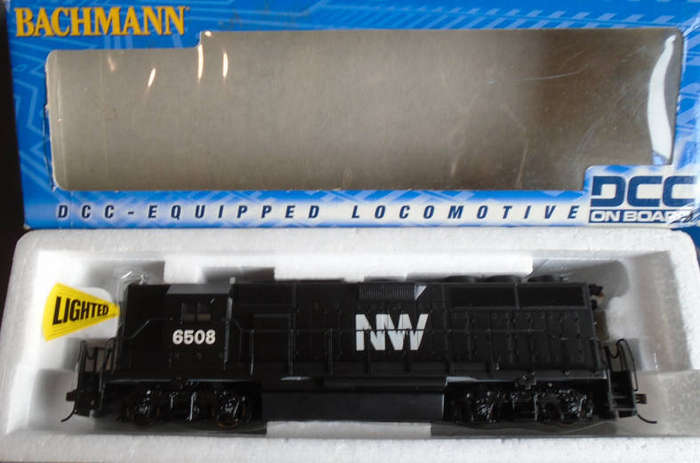 BACHMANN
DCC-EQUIPPED LOCOMOTIVE
DCC
ON BOARD
LIGHTED
6508
NW